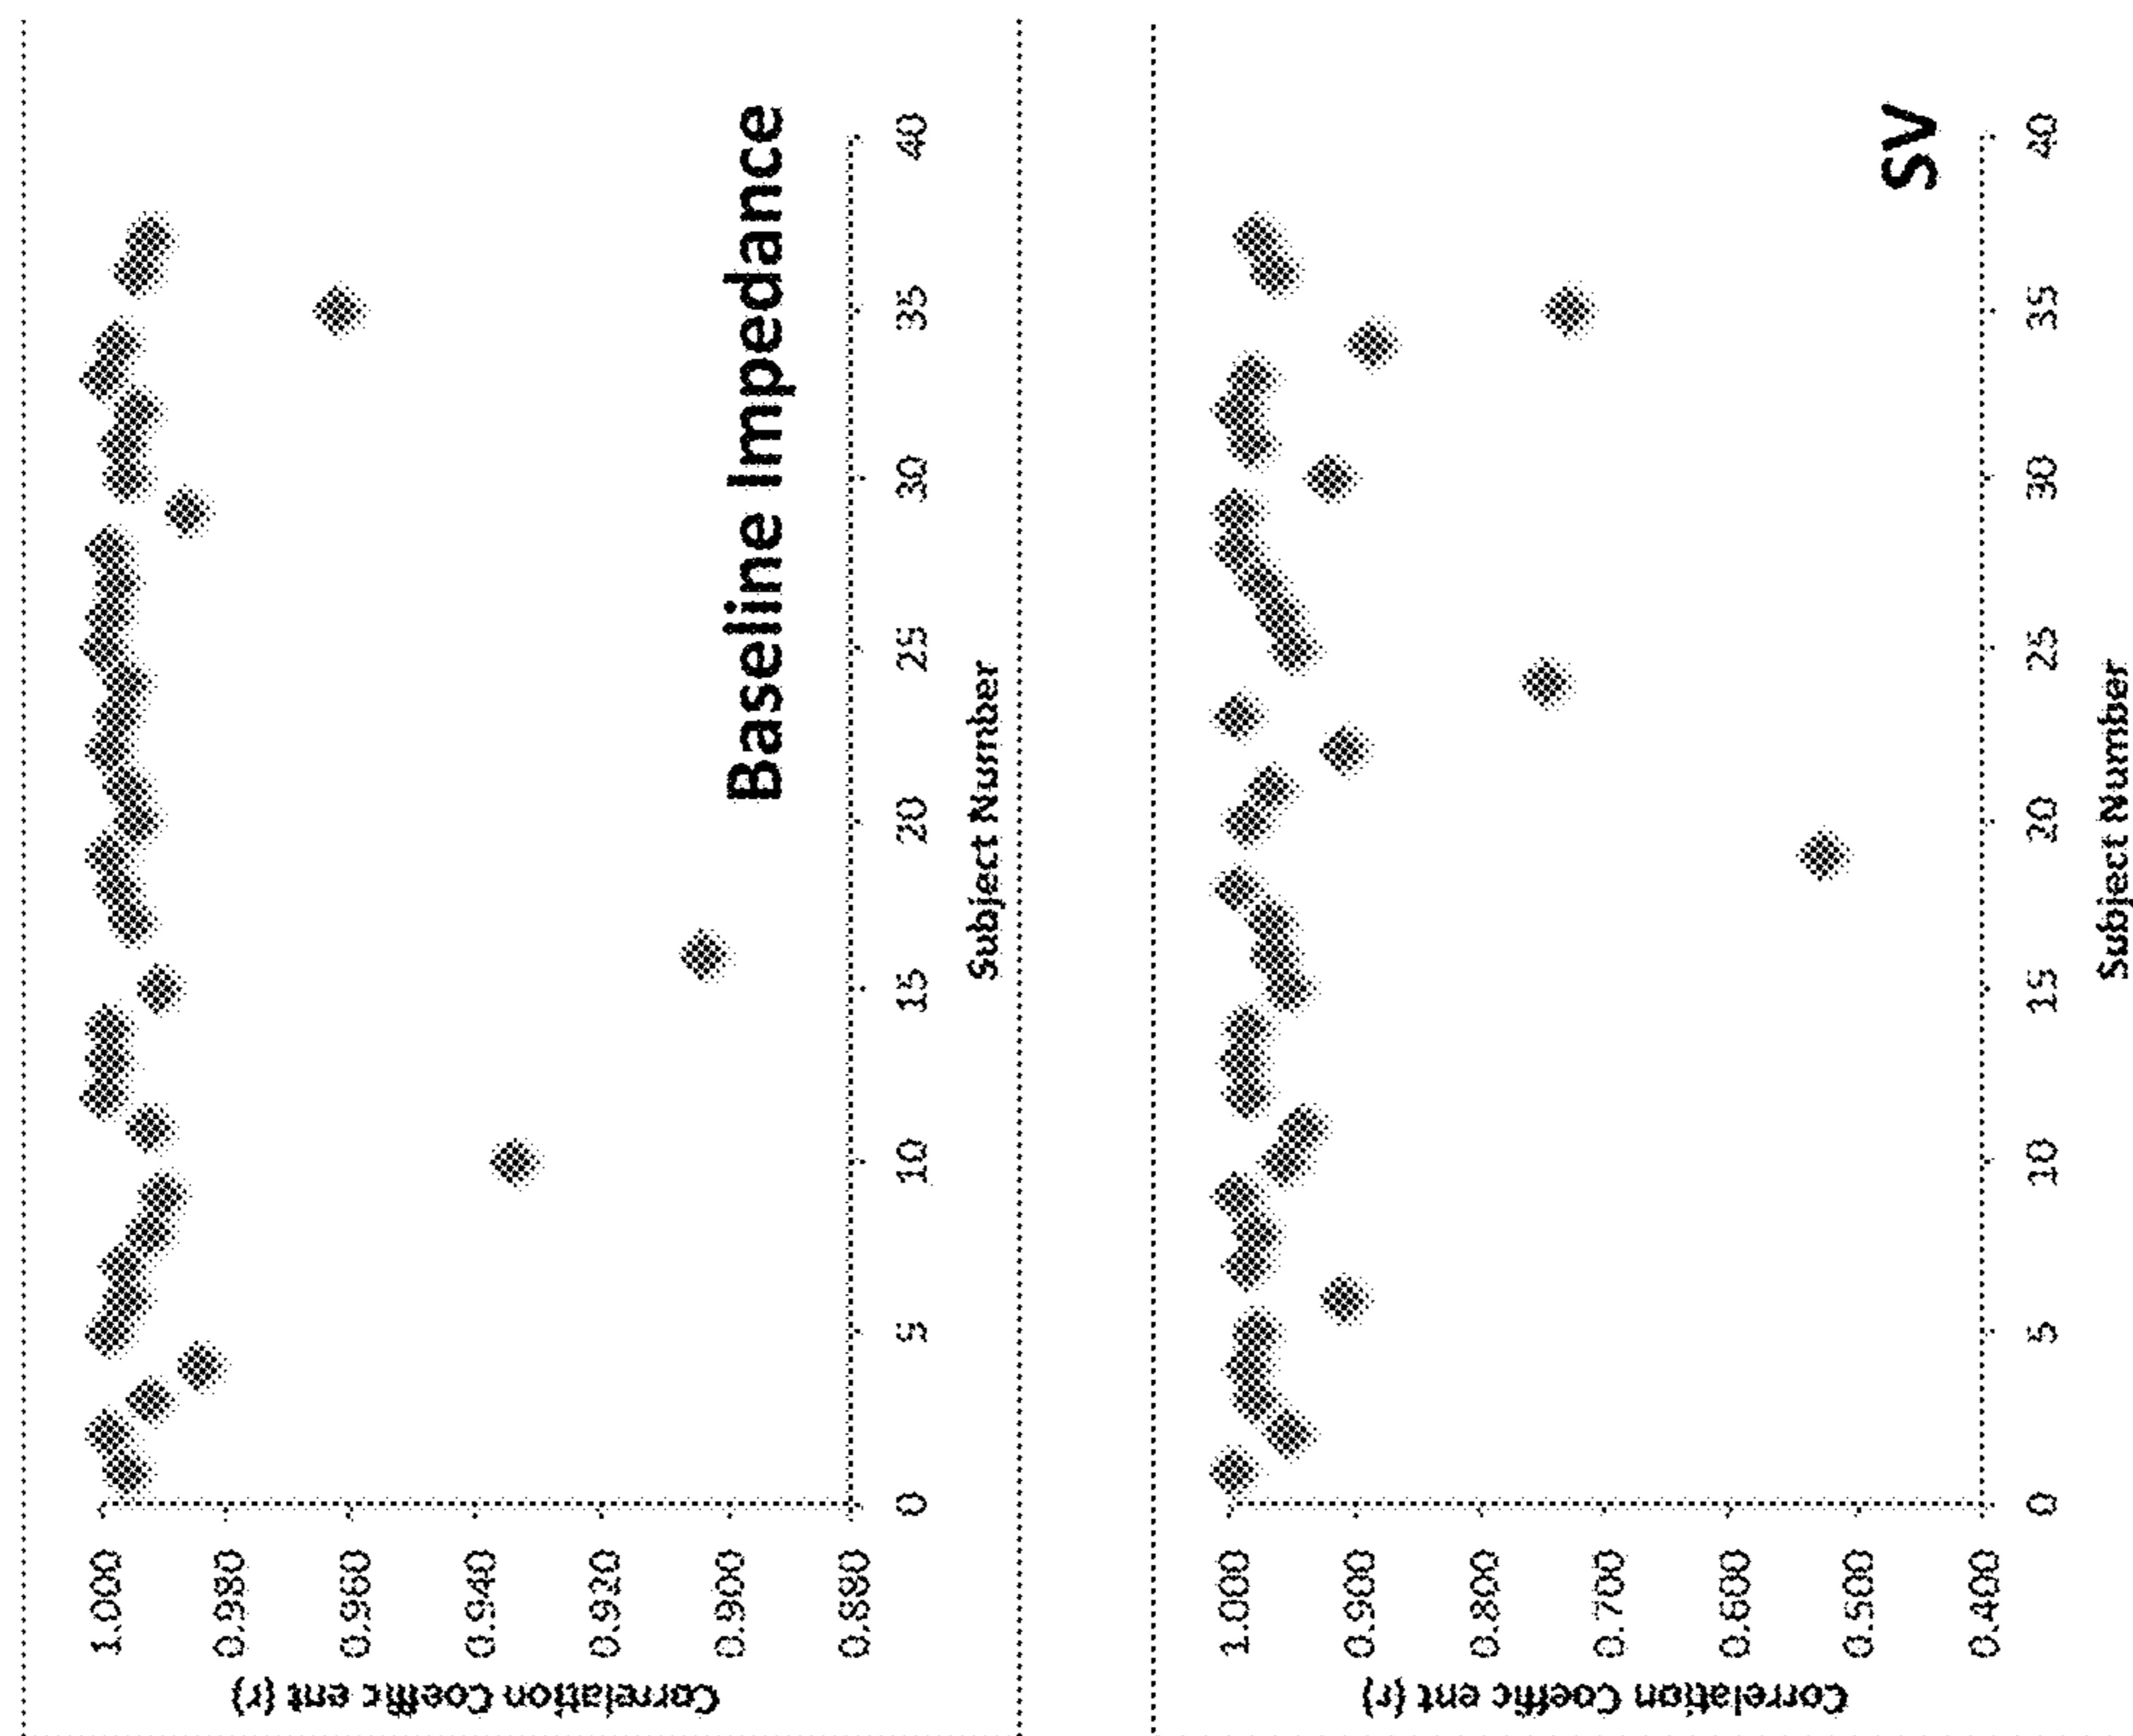 Correlation Coeffic ent (r)
1.000
0.980
0.960
0.940
0.920
0.900
0.880
0 5 10 15 20 25 30 35 40
Subject Number
Baseline Impedance
Correlation Coeffic ent (r)
1.000
0.900
0.800
0.700
0.600
0.500
0.400
0 5 10 15 20 25 30 35 40
Subject Number
SV